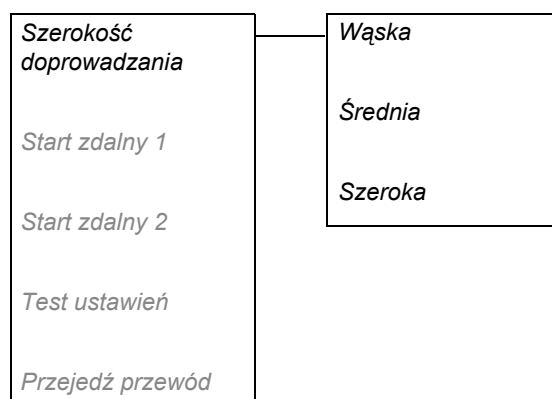 Szerokość
doprowadzania
Start zdalny 1
Start zdalny 2
Test ustawień
Przejedź przewód
Wąska
Średnia
Szeroka